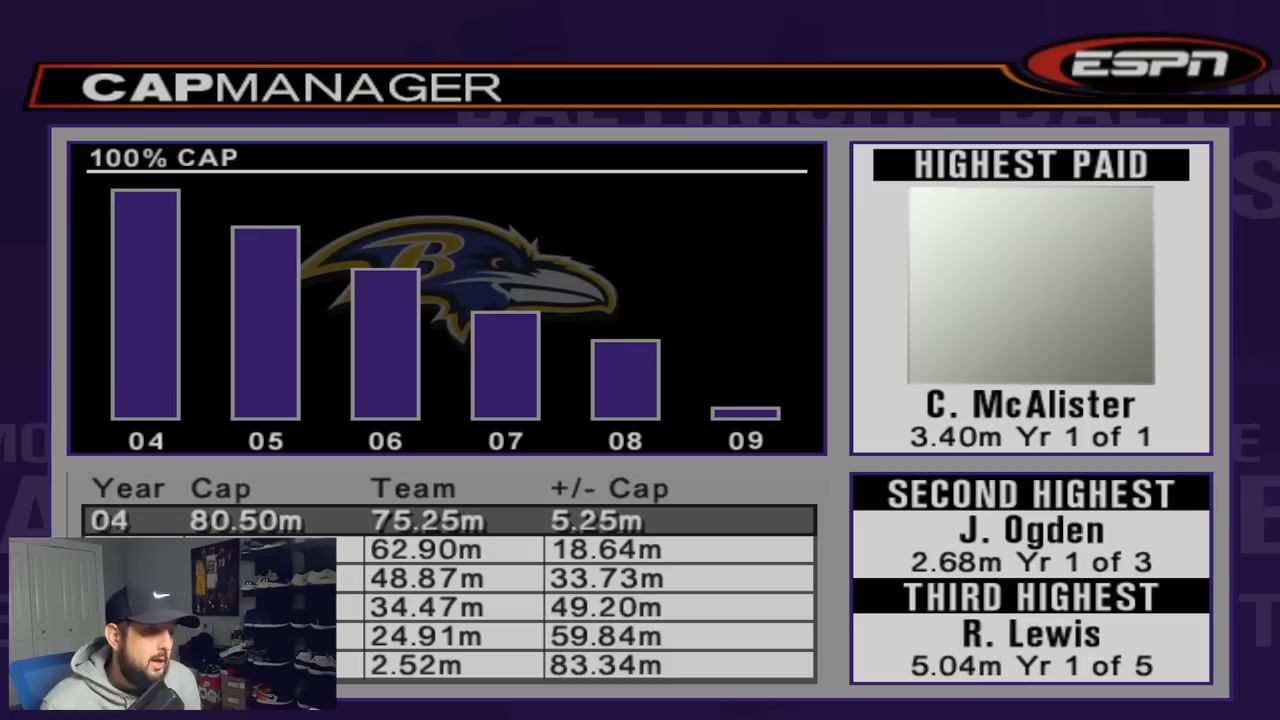 ESPN
CAPMANAGER
100% CAP
04 05 06 07 08 09
HIGHEST PAID
C. McAlister
3.40m Yr 1 of 1
Year Cap Team +/- Cap
04 80.50m 75.25m 5.25m
62.90m 18.64m
48.87m 33.73m
34.47m 49.20m
24.91m 59.84m
2.52m 83.34m
SECOND HIGHEST
J. Ogden
2.68m Yr 1 of 3
THIRD HIGHEST
R. Lewis
5.04m Yr 1 of 5